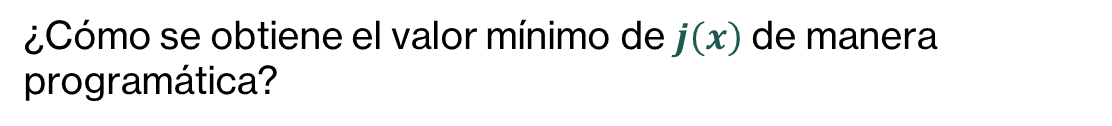 ¿Cómo se obtiene el valor mínimo de j(x) de manera
programática?